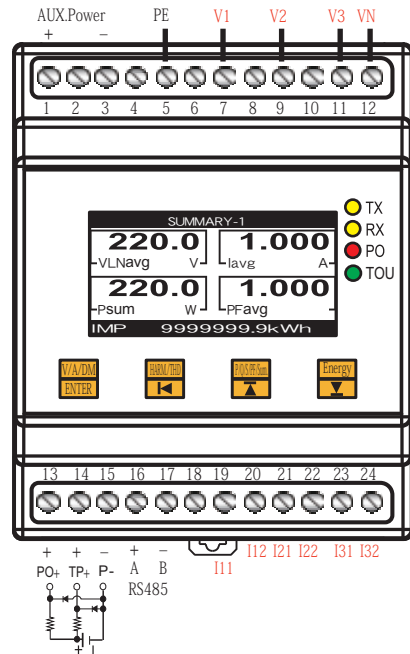 AUX.Power PE V1 V2 V3 VN
+ –
1 2 3 4 5 6 7 8 9 10 11 12
TX
RX
PO
TOU
SUMMARY-1
220.0 1.000
VLNavg V Iavg A
220.0 1.000
Psum W PFavg
IMP 9999999.9kWh
V/A/DM HARM/THD P/Q/S/PF/Sum Energy
ENTER
13 14 15 16 17 18 19 20 21 22 23 24
+ + – + –
PO+ TP+ P- A B I11 I12 I21 I22 I31 I32
RS485
+